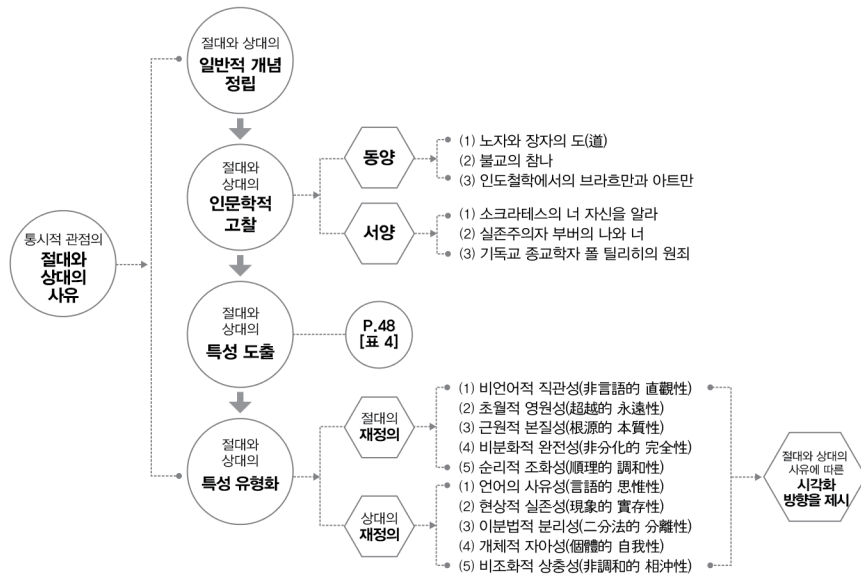 절대와 상대의
일반적 개념
정립
절대와
상대의
인문학적
고찰
동양
(1) 노자와 장자의 도(道)
(2) 불교의 참나
(3) 인도철학에서의 브라흐만과 아트만
서양
(1) 소크라테스의 너 자신을 알라
(2) 실존주의자 부버의 나와 너
(3) 기독교 종교학자 폴 틸리히의 원죄
통시적 관점의
절대와
상대의
사유
절대와
상대의
특성 도출
P.48
[표 4]
절대와
상대의
특성 유형화
절대의
재정의
(1) 비언어적 직관성(非言語的 直觀性)
(2) 초월적 영원성(超越的 永遠性)
(3) 근원적 본질성(根源的 本質性)
(4) 비분화적 완전성(非分化的 完全性)
(5) 순리적 조화성(順理的 調和性)
상대의
재정의
(1) 언어의 사유성(言語的 思惟性)
(2) 현상적 실존성(現象的 實存性)
(3) 이분법적 분리성(二分法的 分離性)
(4) 개체적 자아성(個體的 自我性)
(5) 비조화적 상충성(非調和的 相沖性)
절대와 상대의
사유에 따른
시각화
방향을 제시